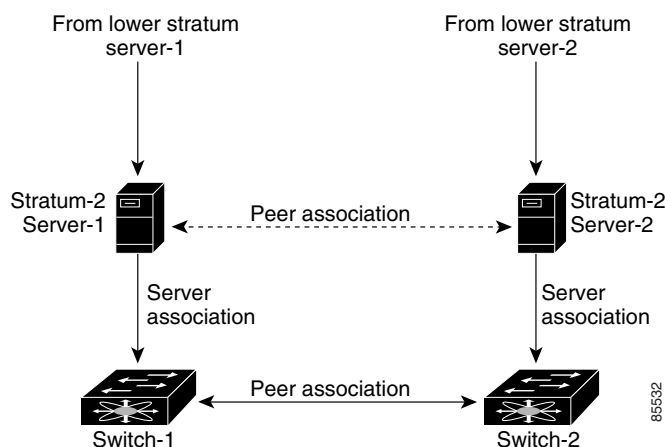 From lower stratum
server-1
From lower stratum
server-2
Stratum-2
Server-1
Peer association
Stratum-2
Server-2
Server
association
Server
association
Peer association
Switch-1
Switch-2
85532